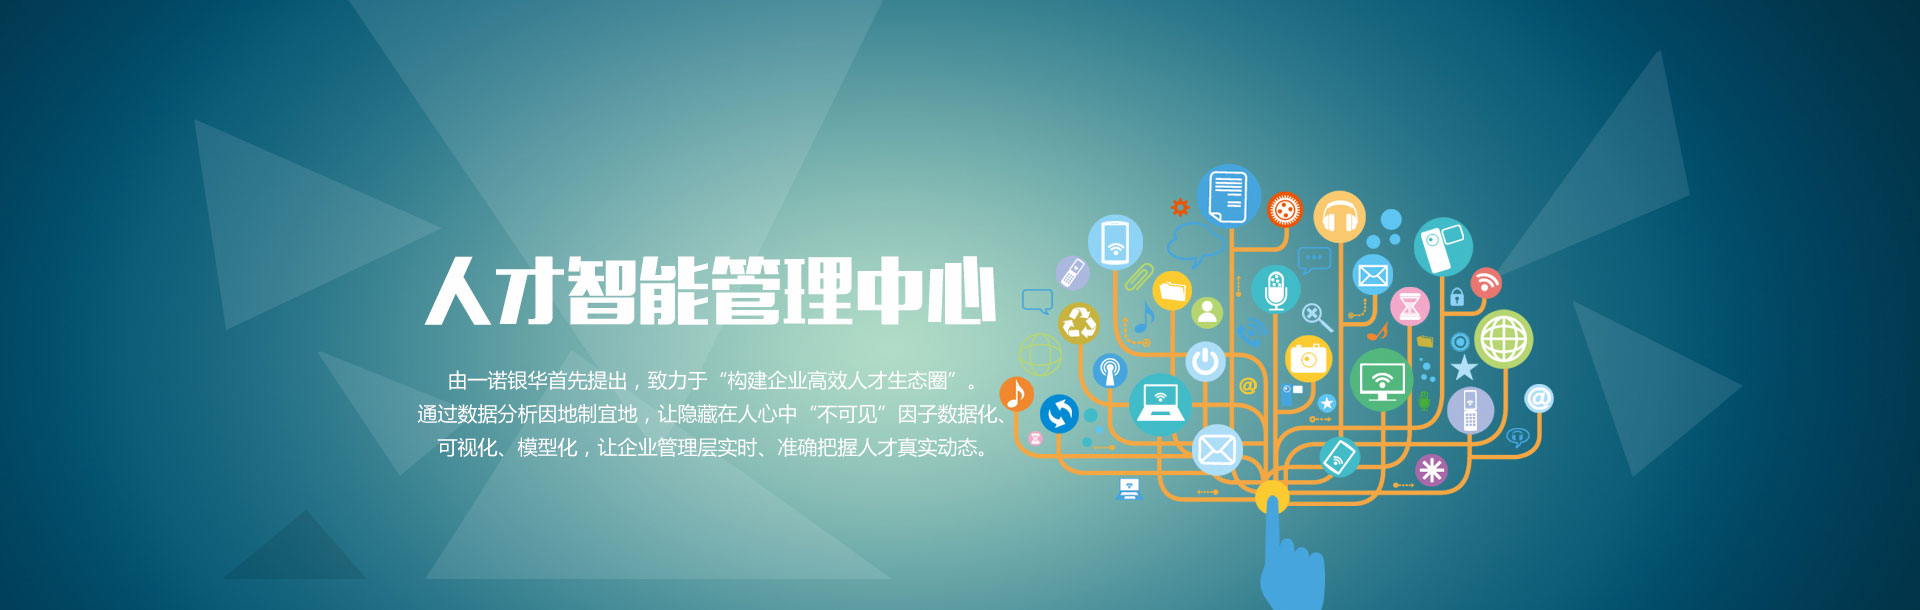 人才智能管理中心
由一诺银华首先提出，致力于“构建企业高效人才生态圈”。
通过数据分析因地制宜地，让隐藏在人心中“不可见”因子数据化、
可视化、模型化，让企业管理层实时、准确把握人才真实动态。